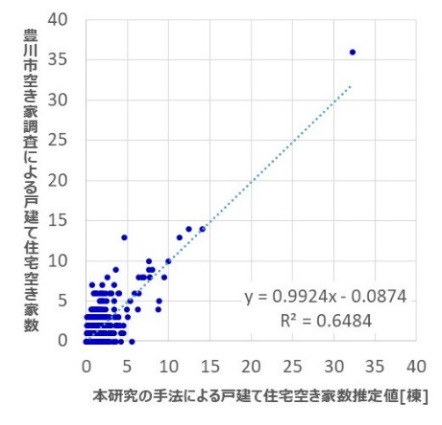 豊川市空き家調査による戸建て住宅空き家数
40
35
30
25
20
15
10
5
0
y = 0.9924x - 0.0874
R² = 0.6484
0 5 10 15 20 25 30 35 40
本研究の手法による戸建て住宅空き家数推定値[棟]